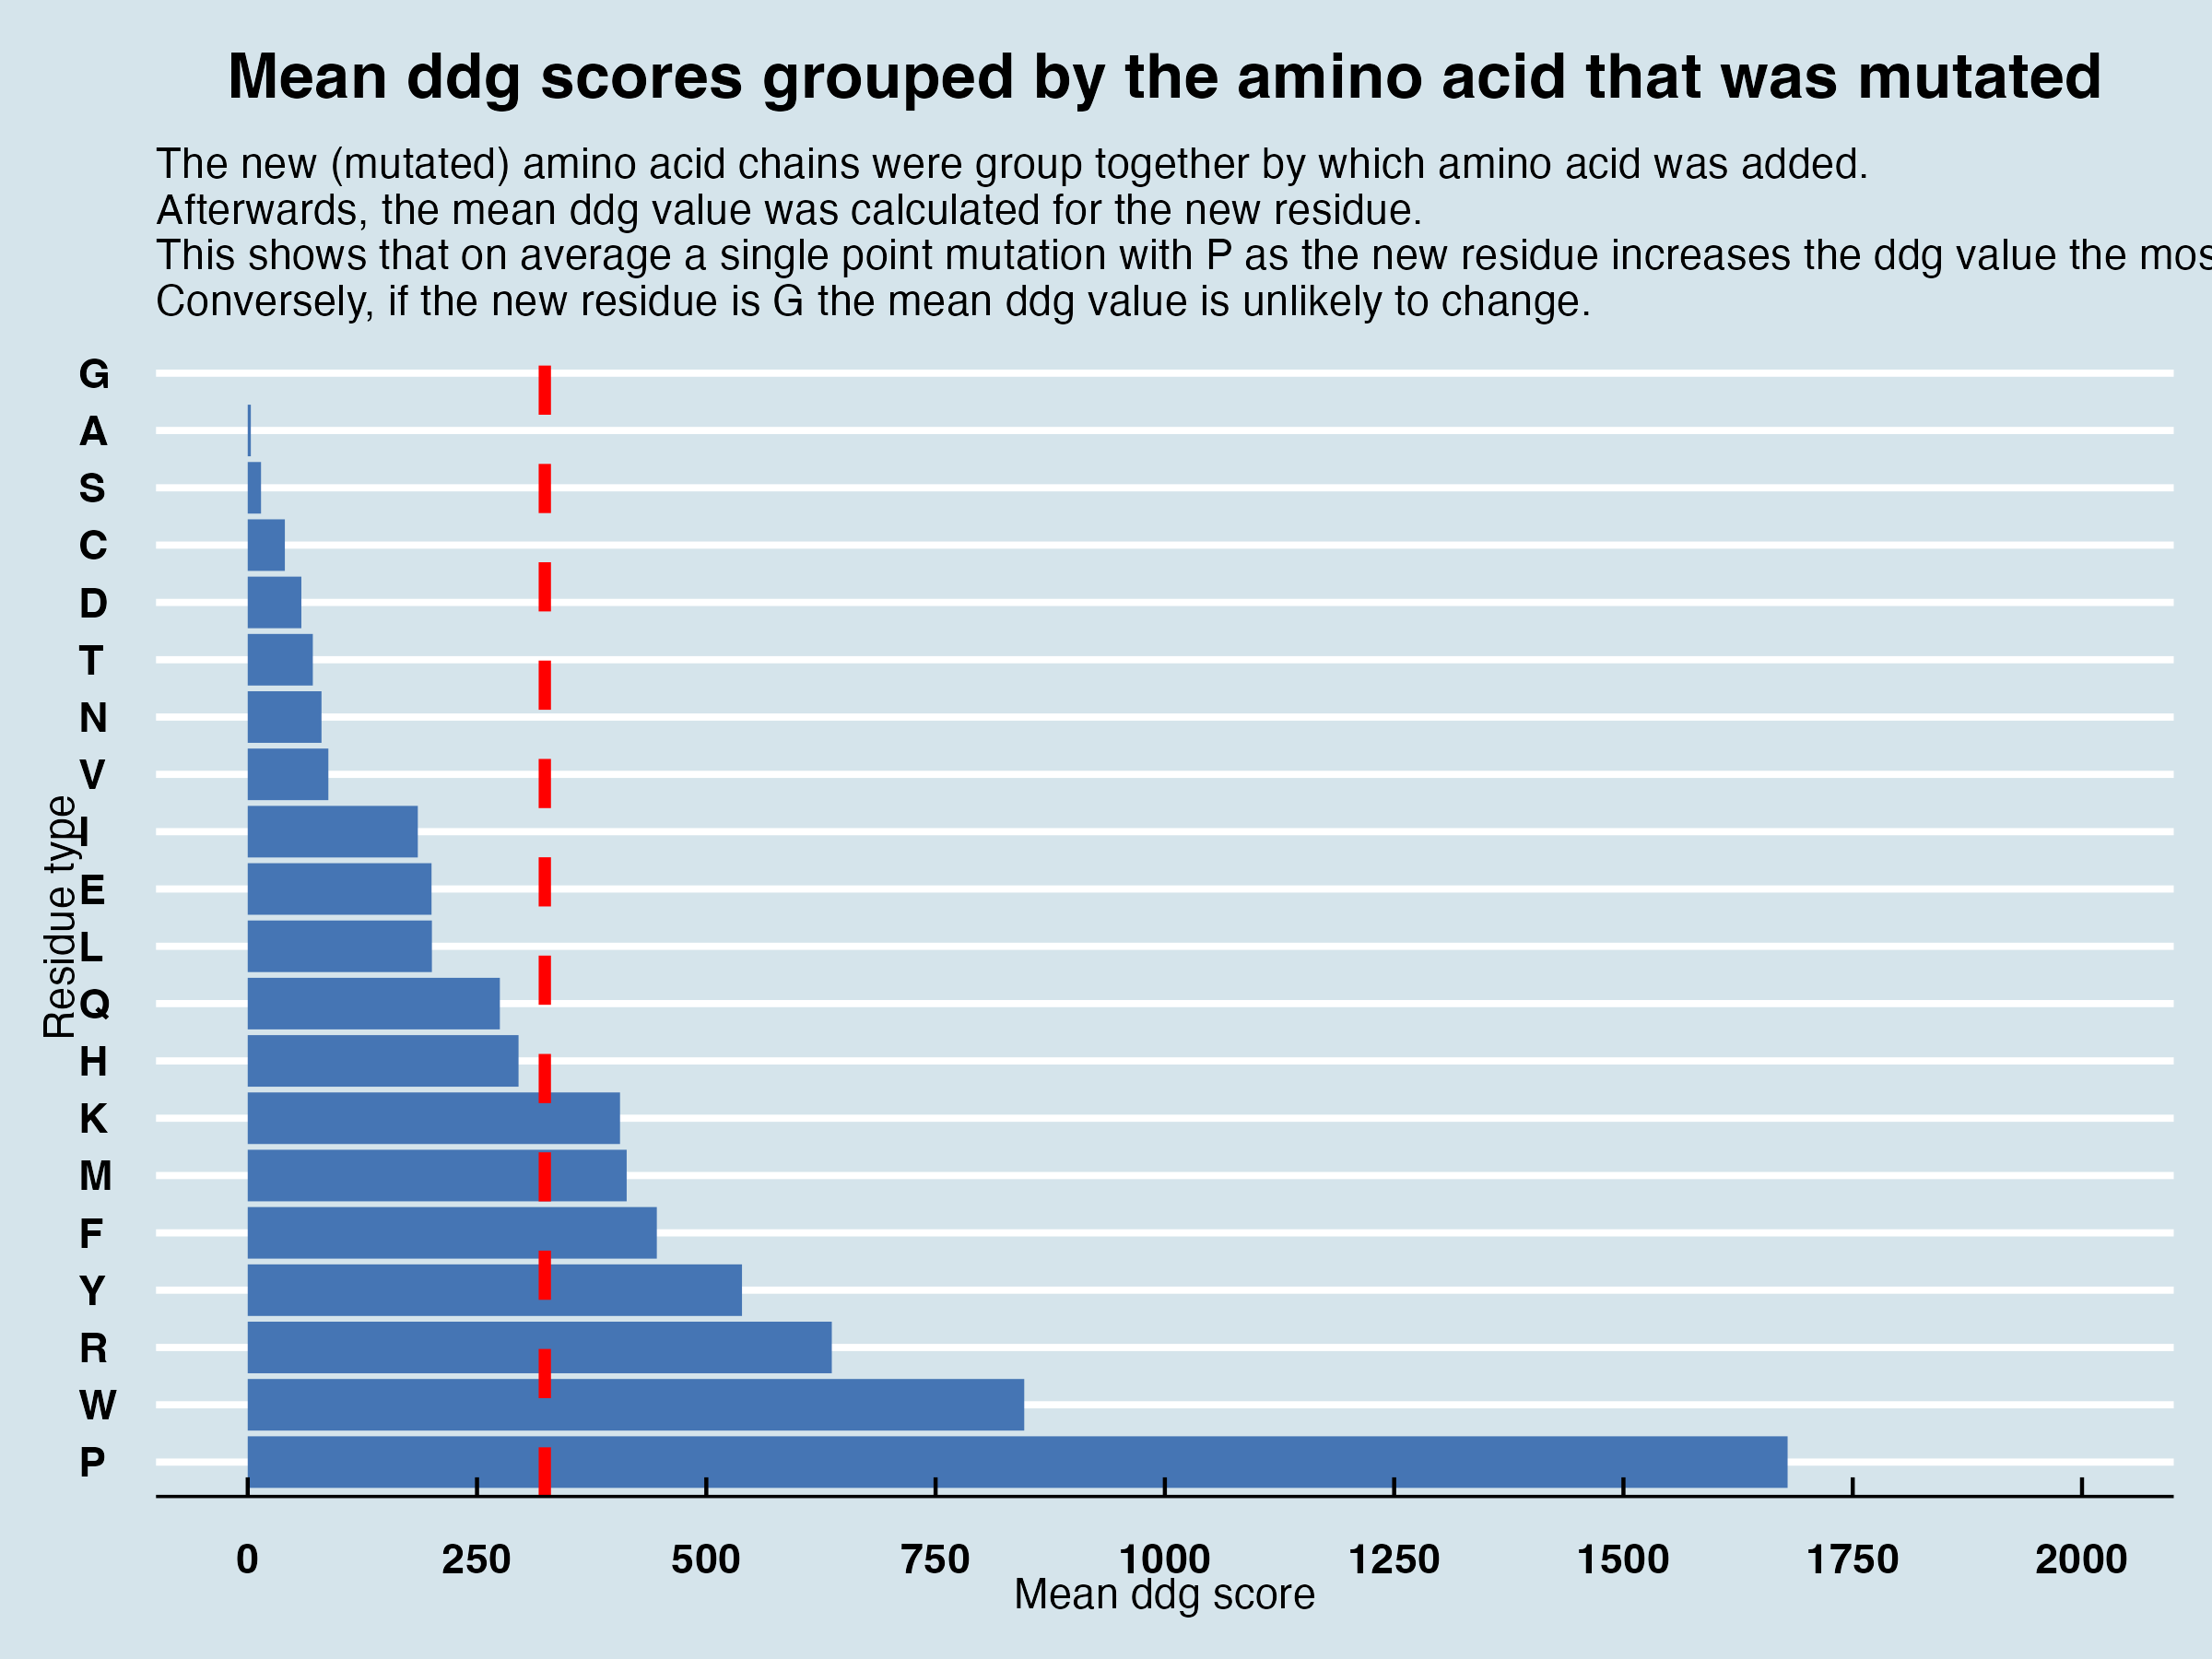 Mean ddg scores grouped by the amino acid that was mutated
The new (mutated) amino acid chains were group together by which amino acid was added.
Afterwards, the mean ddg value was calculated for the new residue.
This shows that on average a single point mutation with P as the new residue increases the ddg value the mos
Conversely, if the new residue is G the mean ddg value is unlikely to change.
Residue type
G
A
S
C
D
T
N
V
I
E
L
Q
H
K
M
F
Y
R
W
P
0 250 500 750 1000 1250 1500 1750 2000
Mean ddg score